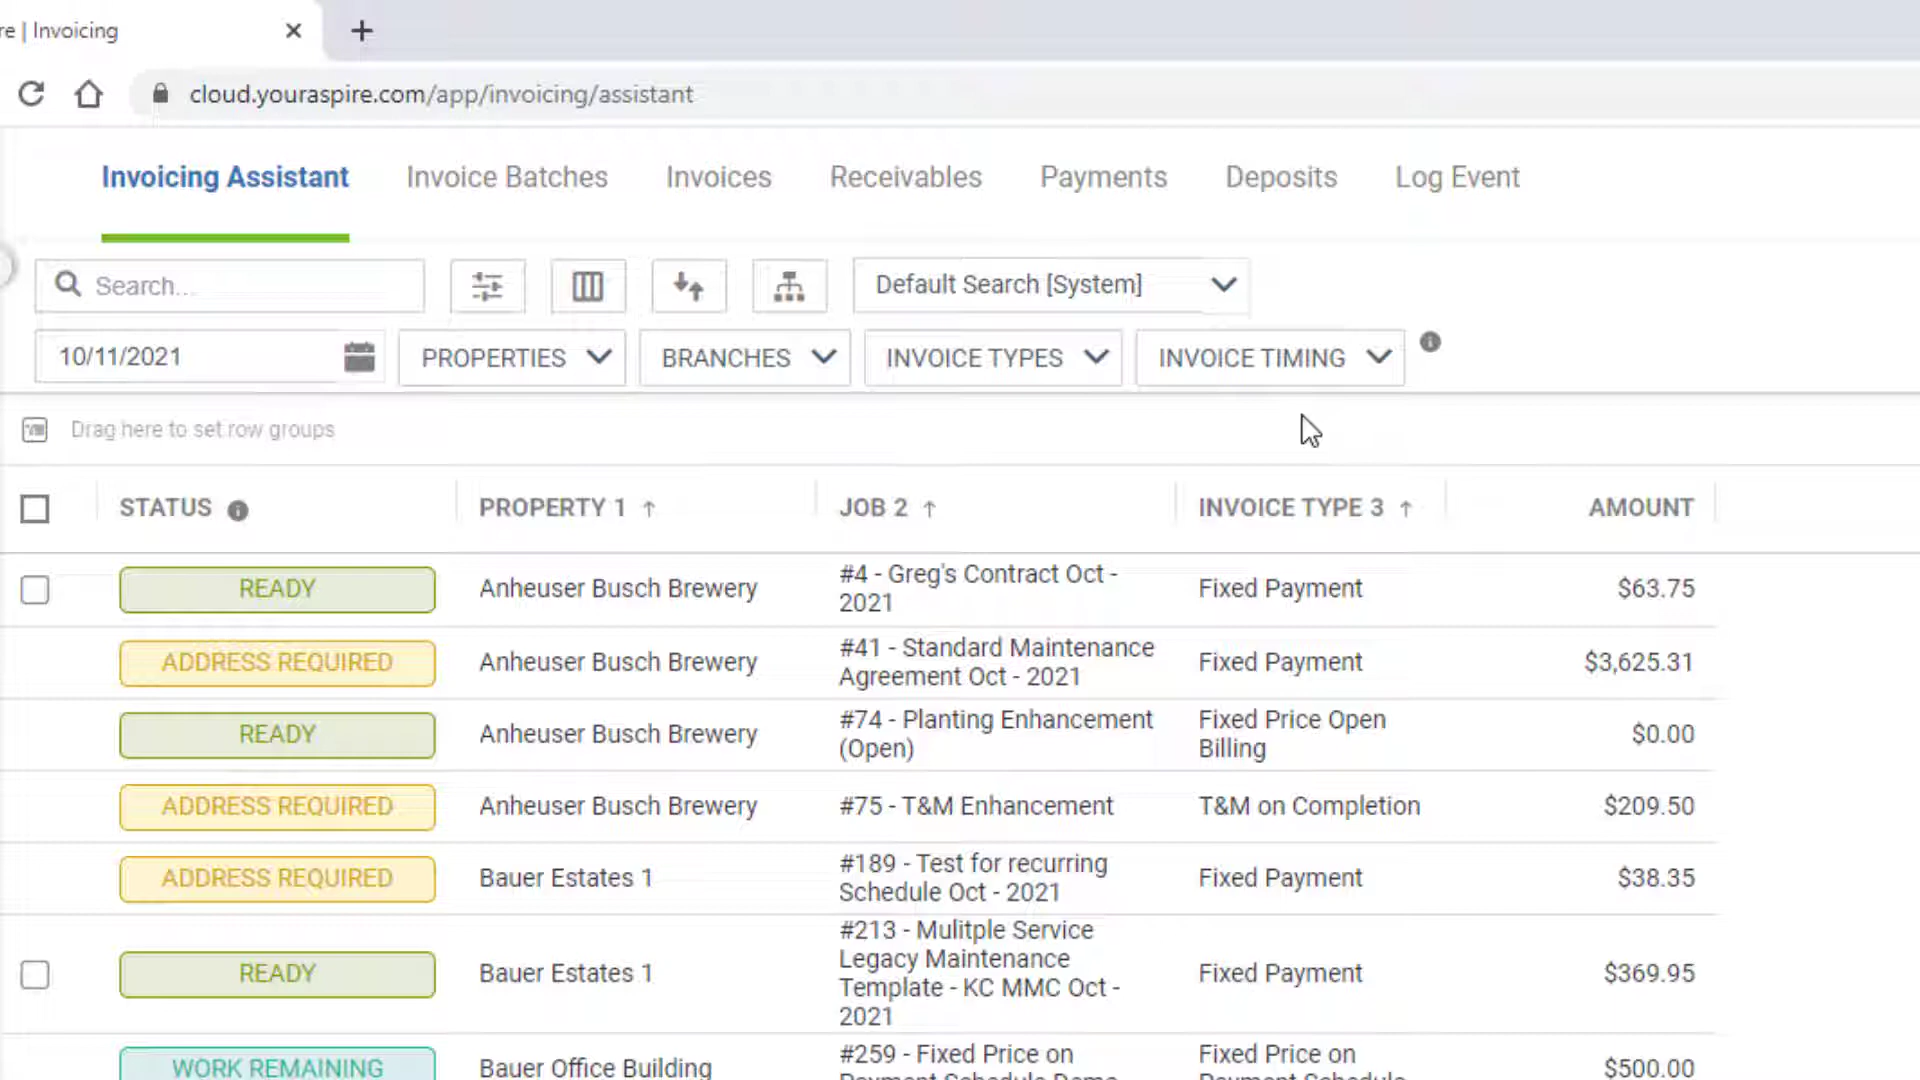 re | Invoicing
cloud.youraspire.com/app/invoicing/assistant
Invoicing Assistant Invoice Batches Invoices Receivables Payments Deposits Log Event
Search... Default Search [System]
10/11/2021 PROPERTIES BRANCHES INVOICE TYPES INVOICE TIMING
Drag here to set row groups
STATUS PROPERTY 1 ↑ JOB 2 ↑ INVOICE TYPE 3 ↑ AMOUNT
READY Anheuser Busch Brewery #4 - Greg's Contract Oct - Fixed Payment $63.75
2021
ADDRESS REQUIRED Anheuser Busch Brewery #41 - Standard Maintenance Fixed Payment $3,625.31
Agreement Oct - 2021
READY Anheuser Busch Brewery #74 - Planting Enhancement Fixed Price Open $0.00
(Open) Billing
ADDRESS REQUIRED Anheuser Busch Brewery #75 - T&M Enhancement T&M on Completion $209.50
ADDRESS REQUIRED Bauer Estates 1 #189 - Test for recurring Fixed Payment $38.35
Schedule Oct - 2021
READY Bauer Estates 1 #213 - Mulitple Service Fixed Payment $369.95
Legacy Maintenance
Template - KC MMC Oct -
2021
WORK REMAINING Bauer Office Building #259 - Fixed Price on Fixed Price on $500.00
Payment Schedule Demo Payment Schedule